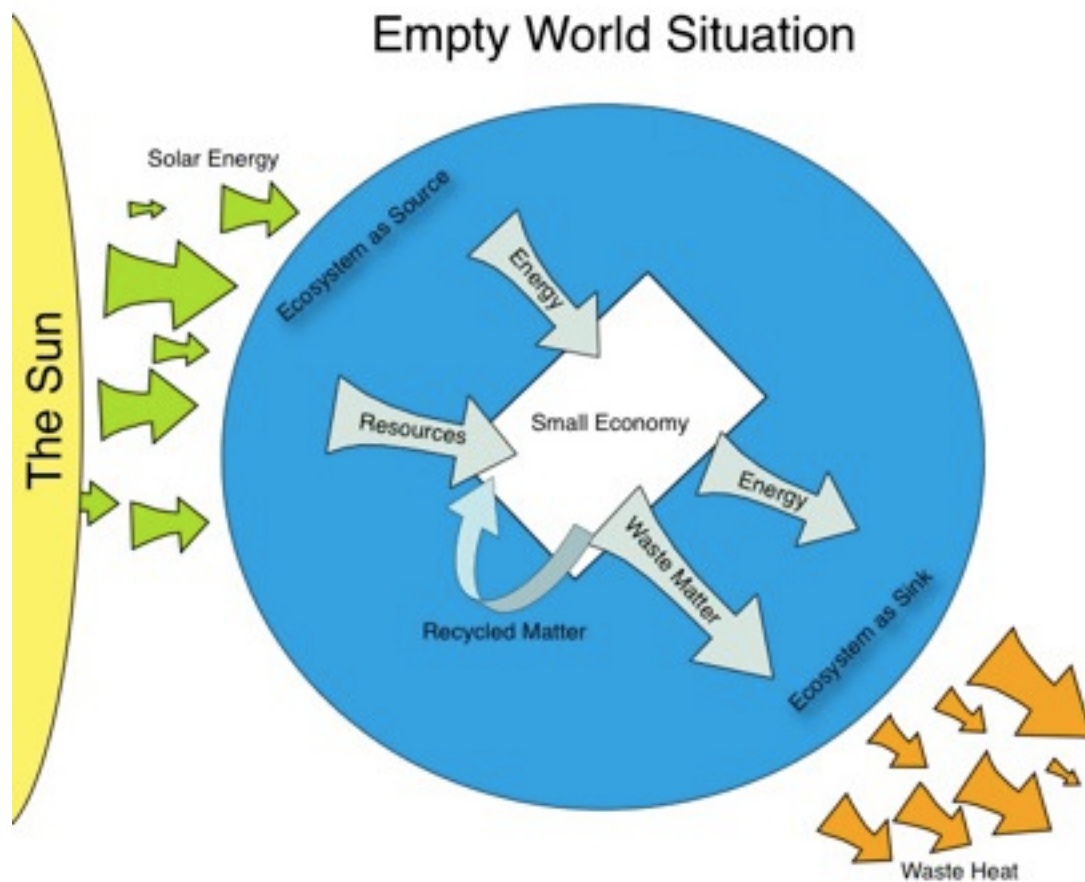 Empty World Situation
Solar Energy
The Sun
Ecosystem as Source
Energy
Resources
Small Economy
Energy
Waste Matter
Recycled Matter
Ecosystem as Sink
Waste Heat